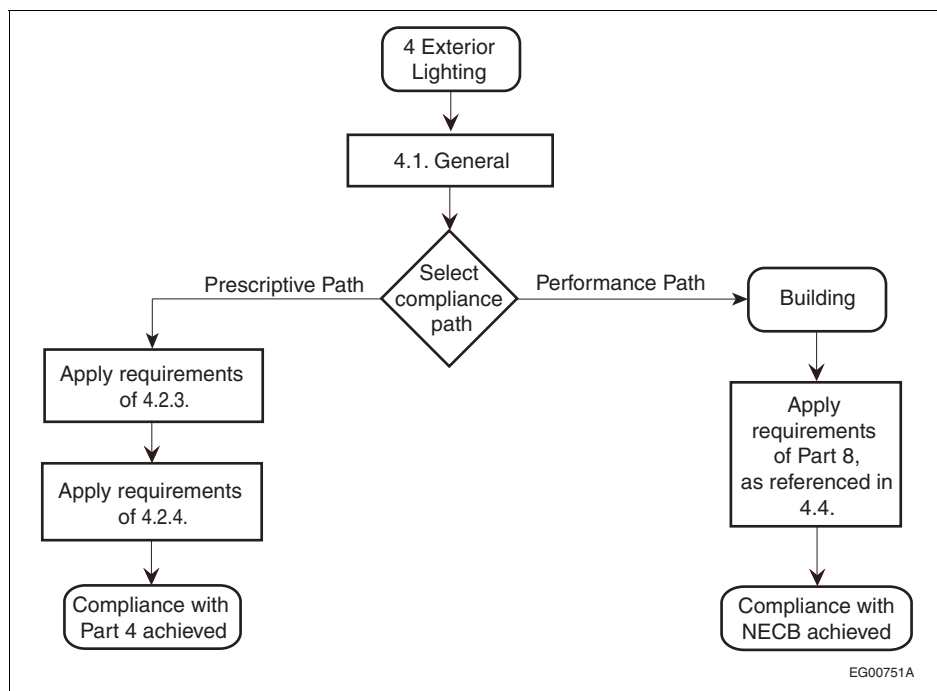 4 Exterior
Lighting
4.1. General
Select
compliance
path
Prescriptive Path
Performance Path
Building
Apply requirements
of 4.2.3.
Apply requirements
of 4.2.4.
Compliance with
Part 4 achieved
Apply
requirements
of Part 8,
as referenced in
4.4.
Compliance with
NECB achieved
EG00751A